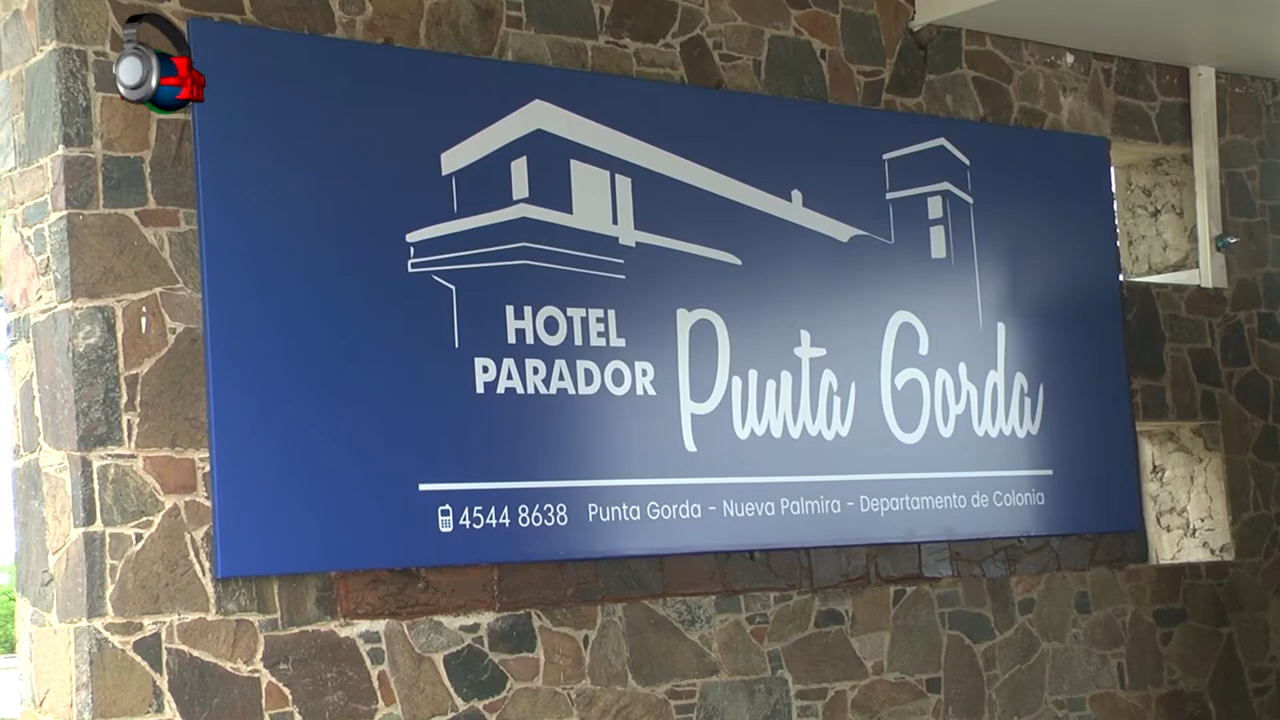 HOTEL
PARADOR
Punta Gorda
4544 8638 Punta Gorda - Nueva Palmira - Departamento de Colonia